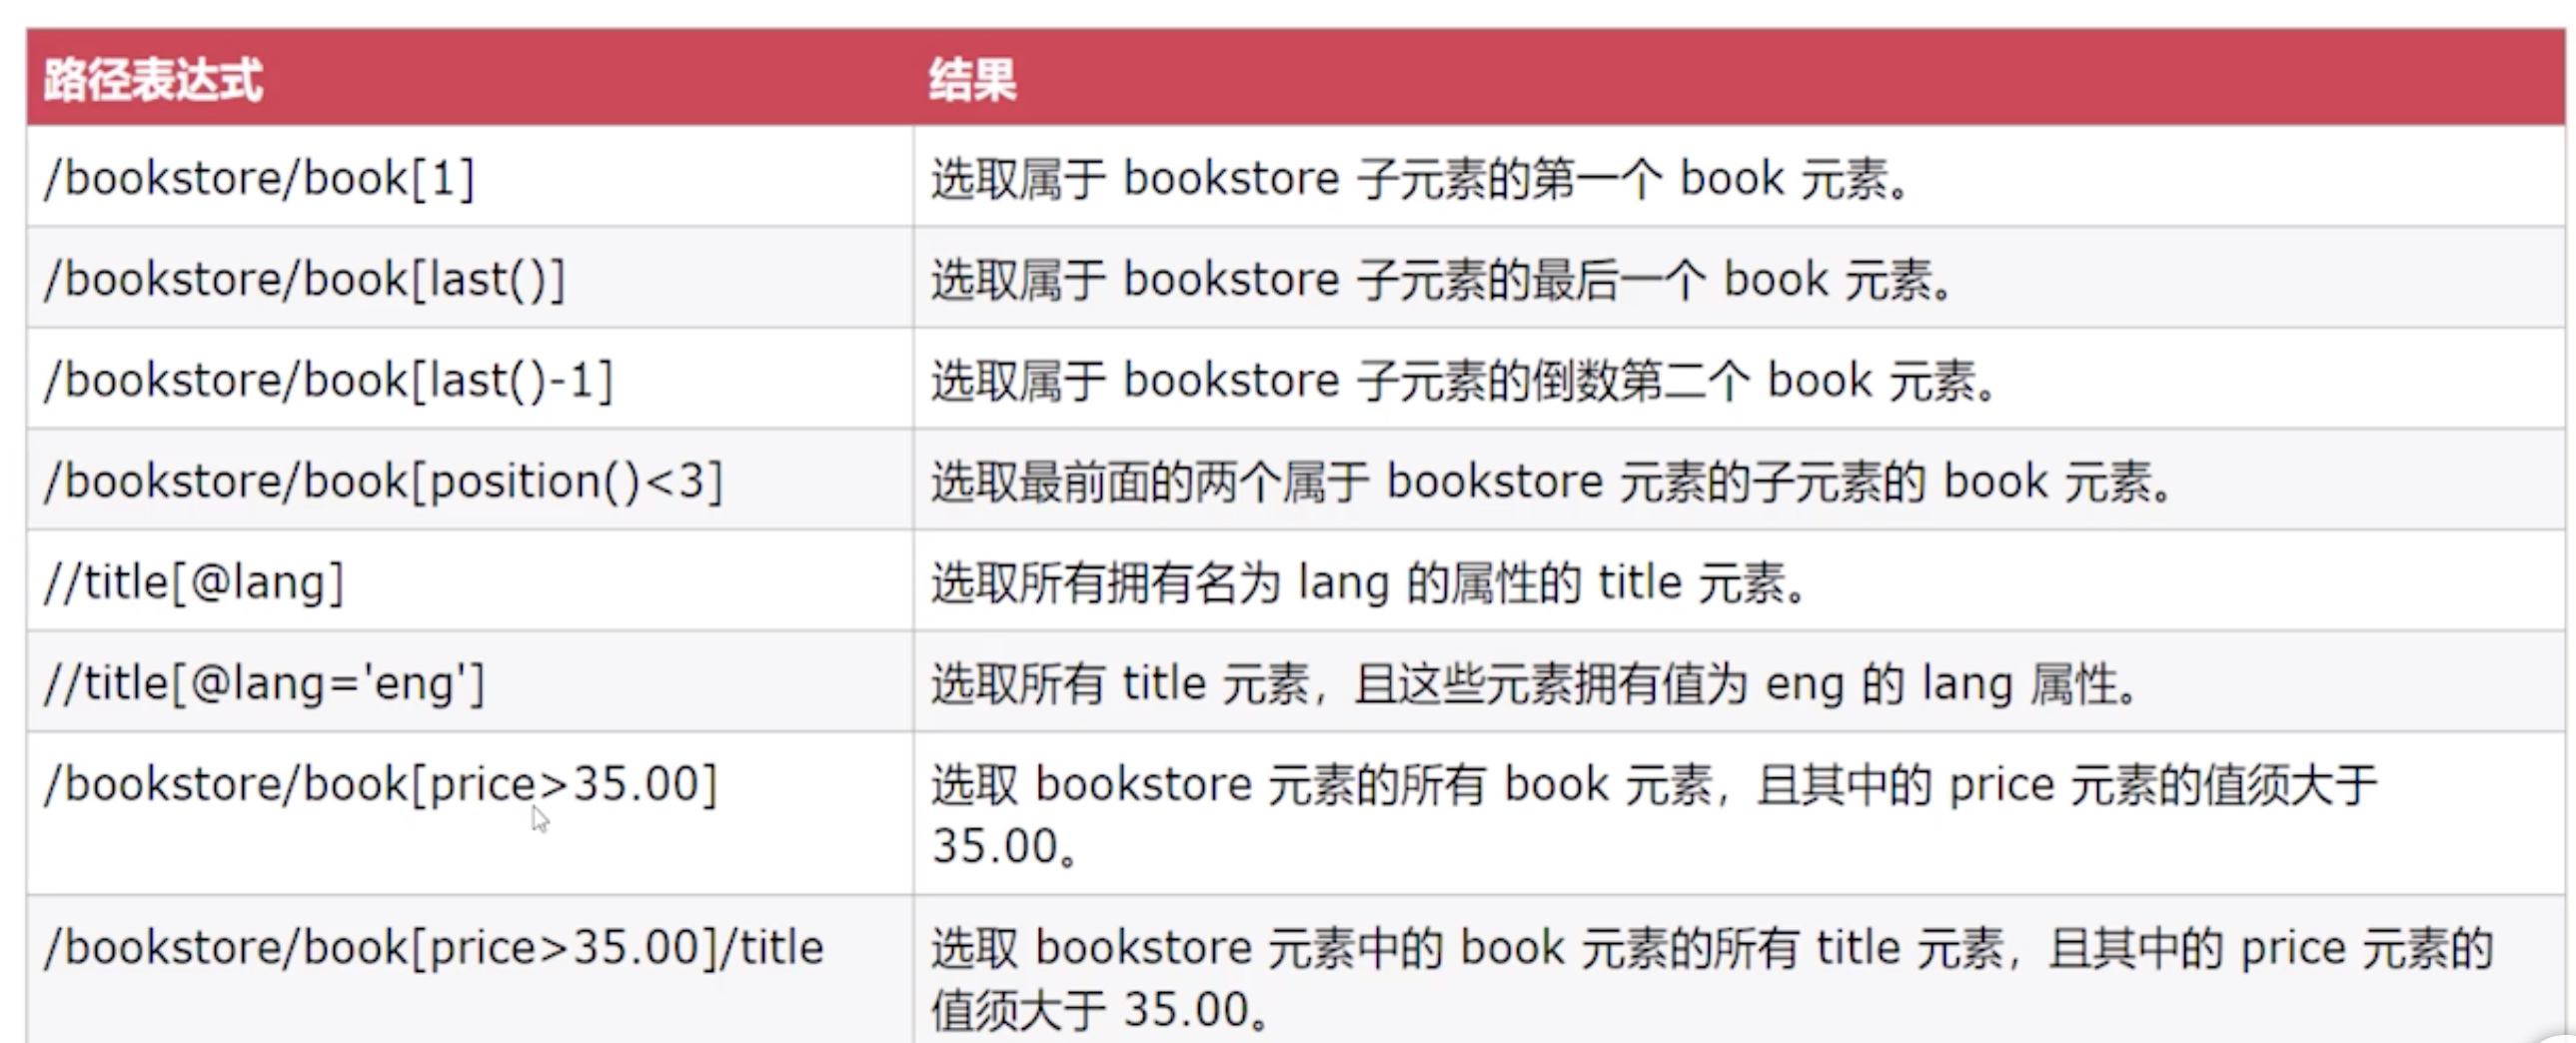 路径表达式 结果
/bookstore/book[1] 选取属于 bookstore 子元素的第一个 book 元素。
/bookstore/book[last()] 选取属于 bookstore 子元素的最后一个 book 元素。
/bookstore/book[last()-1] 选取属于 bookstore 子元素的倒数第二个 book 元素。
/bookstore/book[position()<3] 选取最前面的两个属于 bookstore 元素的子元素的 book 元素。
//title[@lang] 选取所有拥有名为 lang 的属性的 title 元素。
//title[@lang='eng'] 选取所有 title 元素，且这些元素拥有值为 eng 的 lang 属性。
/bookstore/book[price>35.00] 选取 bookstore 元素的所有 book 元素，且其中的 price 元素的值须大于
35.00。
/bookstore/book[price>35.00]/title 选取 bookstore 元素中的 book 元素的所有 title 元素，且其中的 price 元素的
值须大于 35.00。